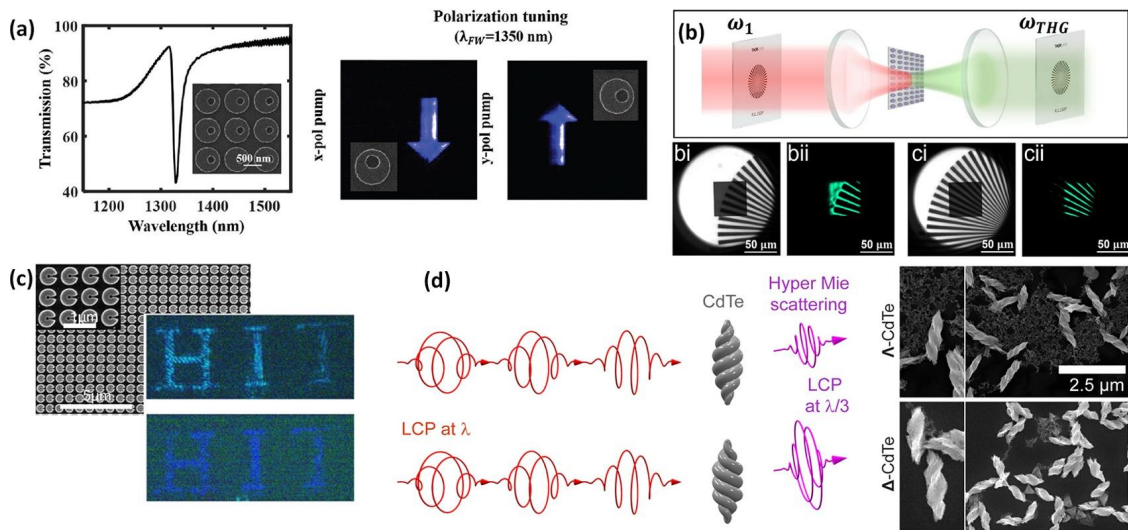 (a)
Transmission (%)
100
80
60
40
1200
1300
1400
1500
Wavelength (nm)
500 nm
Polarization tuning
(λFW=1350 nm)
x-pol pump
y-pol pump
(b)
ω1
ωTHG
bi
50 μm
bii
50 μm
ci
50 μm
cii
50 μm
(c)
1μm
5μm
HIT
HIT
(d)
LCP at λ
CdTe
Hyper Mie
scattering
LCP
at λ/3
Λ-CdTe
2.5 μm
Δ-CdTe